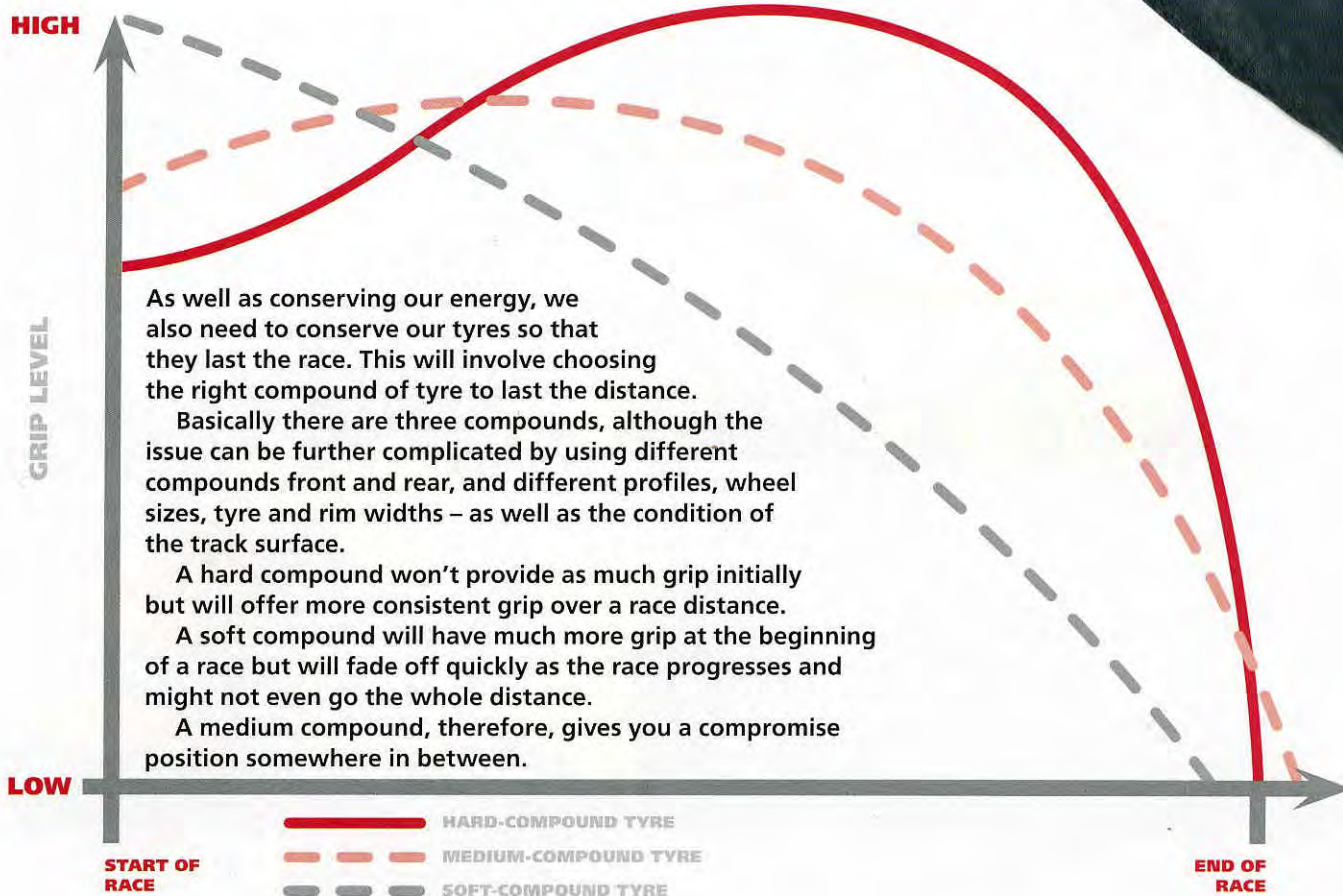 HIGH
GRIP LEVEL
As well as conserving our energy, we
also need to conserve our tyres so that
they last the race. This will involve choosing
the right compound of tyre to last the distance.
Basically there are three compounds, although the
issue can be further complicated by using different
compounds front and rear, and different profiles, wheel
sizes, tyre and rim widths – as well as the condition of
the track surface.
A hard compound won't provide as much grip initially
but will offer more consistent grip over a race distance.
A soft compound will have much more grip at the beginning
of a race but will fade off quickly as the race progresses and
might not even go the whole distance.
A medium compound, therefore, gives you a compromise
position somewhere in between.
LOW
START OF
RACE
HARD-COMPOUND TYRE
MEDIUM-COMPOUND TYRE
SOFT-COMPOUND TYRE
END OF
RACE